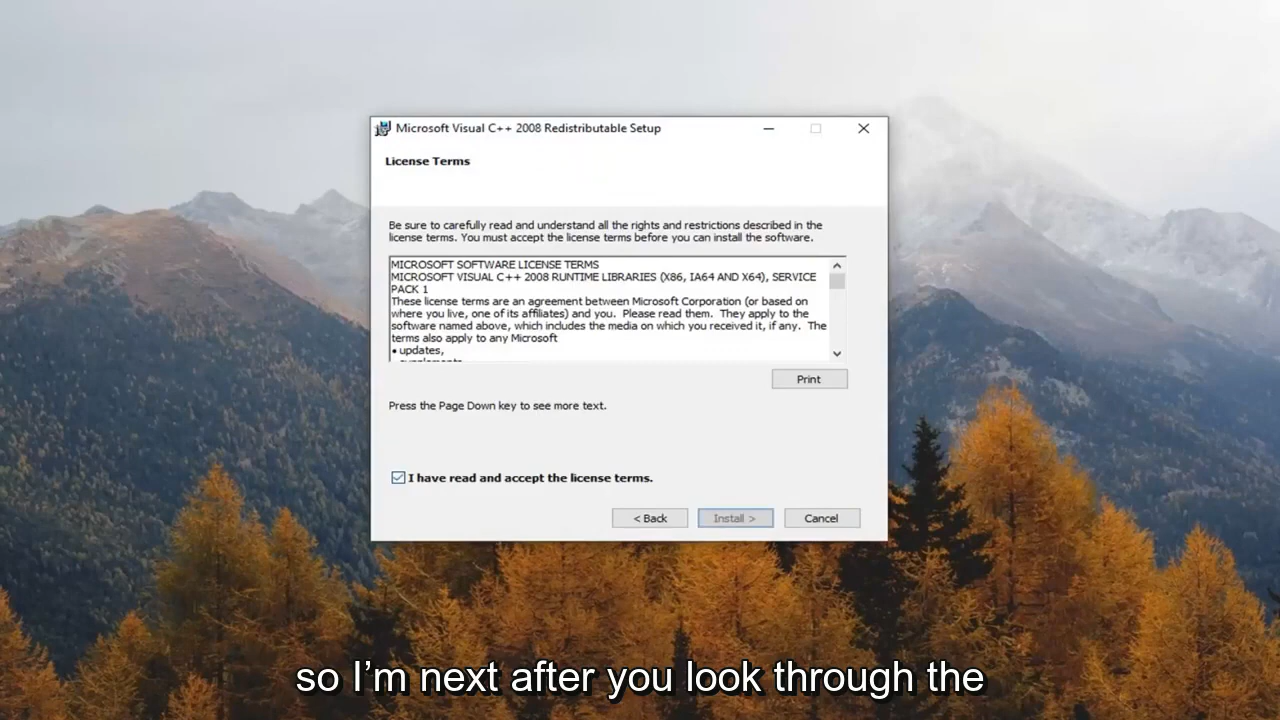 Microsoft Visual C++ 2008 Redistributable Setup
License Terms
Be sure to carefully read and understand all the rights and restrictions described in the
license terms. You must accept the license terms before you can install the software.
MICROSOFT SOFTWARE LICENSE TERMS
MICROSOFT VISUAL C++ 2008 RUNTIME LIBRARIES (X86, IA64 AND X64), SERVICE
PACK 1
These license terms are an agreement between Microsoft Corporation (or based on
where you live, one of its affiliates) and you.  Please read them.  They apply to the
software named above, which includes the media on which you received it, if any.  The
terms also apply to any Microsoft
• updates,
Print
Press the Page Down key to see more text.
I have read and accept the license terms.
< Back
Install >
Cancel
so I'm next after you look through the